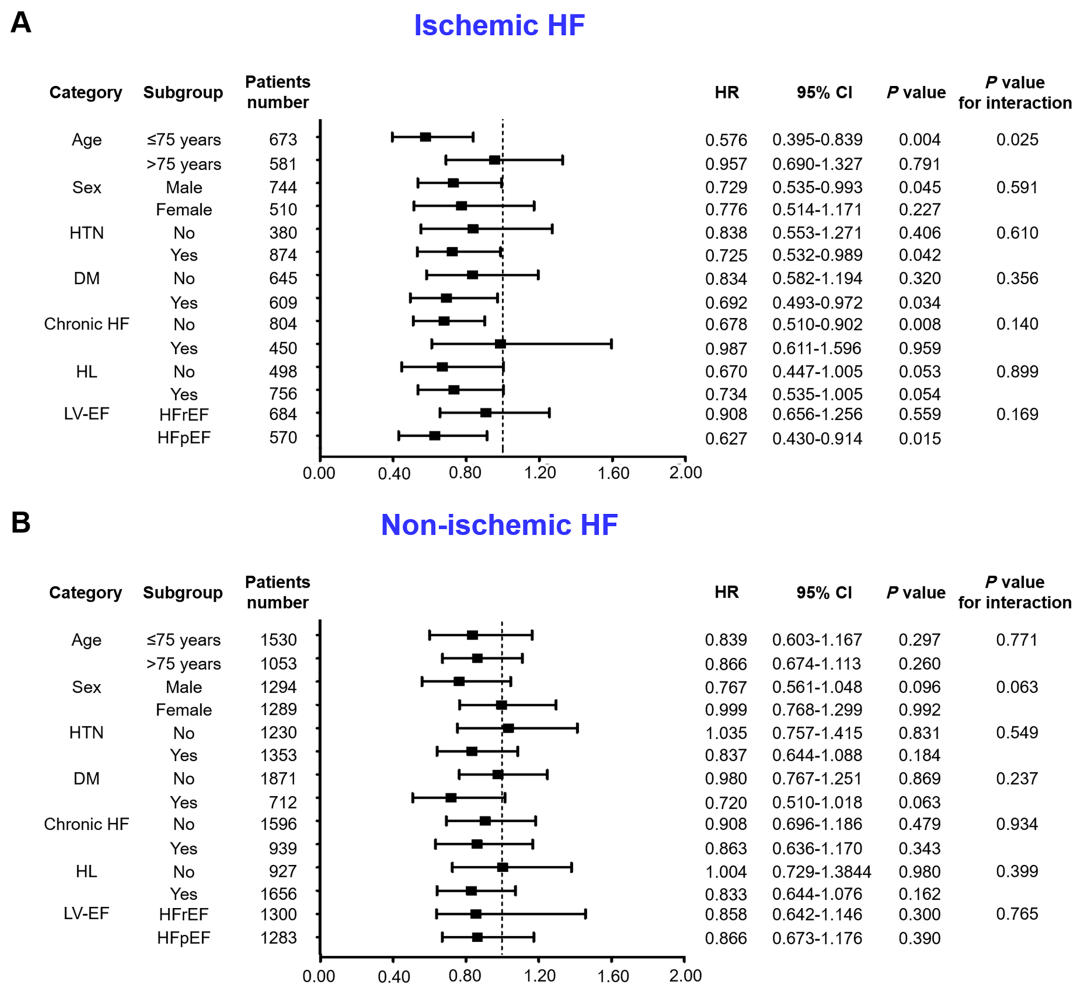 A
Ischemic HF
Category Subgroup Patients number HR 95% CI P value P value for interaction
Age ≤75 years 673 0.576 0.395-0.839 0.004 0.025
>75 years 581 0.957 0.690-1.327 0.791
Sex Male 744 0.729 0.535-0.993 0.045 0.591
Female 510 0.776 0.514-1.171 0.227
HTN No 380 0.838 0.553-1.271 0.406 0.610
Yes 874 0.725 0.532-0.989 0.042
DM No 645 0.834 0.582-1.194 0.320 0.356
Yes 609 0.692 0.493-0.972 0.034
Chronic HF No 804 0.678 0.510-0.902 0.008 0.140
Yes 450 0.987 0.611-1.596 0.959
HL No 498 0.670 0.447-1.005 0.053 0.899
Yes 756 0.734 0.535-1.005 0.054
LV-EF HFrEF 684 0.908 0.656-1.256 0.559 0.169
HFpEF 570 0.627 0.430-0.914 0.015
0.00 0.40 0.80 1.20 1.60 2.00
B
Non-ischemic HF
Category Subgroup Patients number HR 95% CI P value P value for interaction
Age ≤75 years 1530 0.839 0.603-1.167 0.297 0.771
>75 years 1053 0.866 0.674-1.113 0.260
Sex Male 1294 0.767 0.561-1.048 0.096 0.063
Female 1289 0.999 0.768-1.299 0.992
HTN No 1230 1.035 0.757-1.415 0.831 0.549
Yes 1353 0.837 0.644-1.088 0.184
DM No 1871 0.980 0.767-1.251 0.869 0.237
Yes 712 0.720 0.510-1.018 0.063
Chronic HF No 1596 0.908 0.696-1.186 0.479 0.934
Yes 939 0.863 0.636-1.170 0.343
HL No 927 1.004 0.729-1.3844 0.980 0.399
Yes 1656 0.833 0.644-1.076 0.162
LV-EF HFrEF 1300 0.858 0.642-1.146 0.300 0.765
HFpEF 1283 0.866 0.673-1.176 0.390
0.00 0.40 0.80 1.20 1.60 2.00